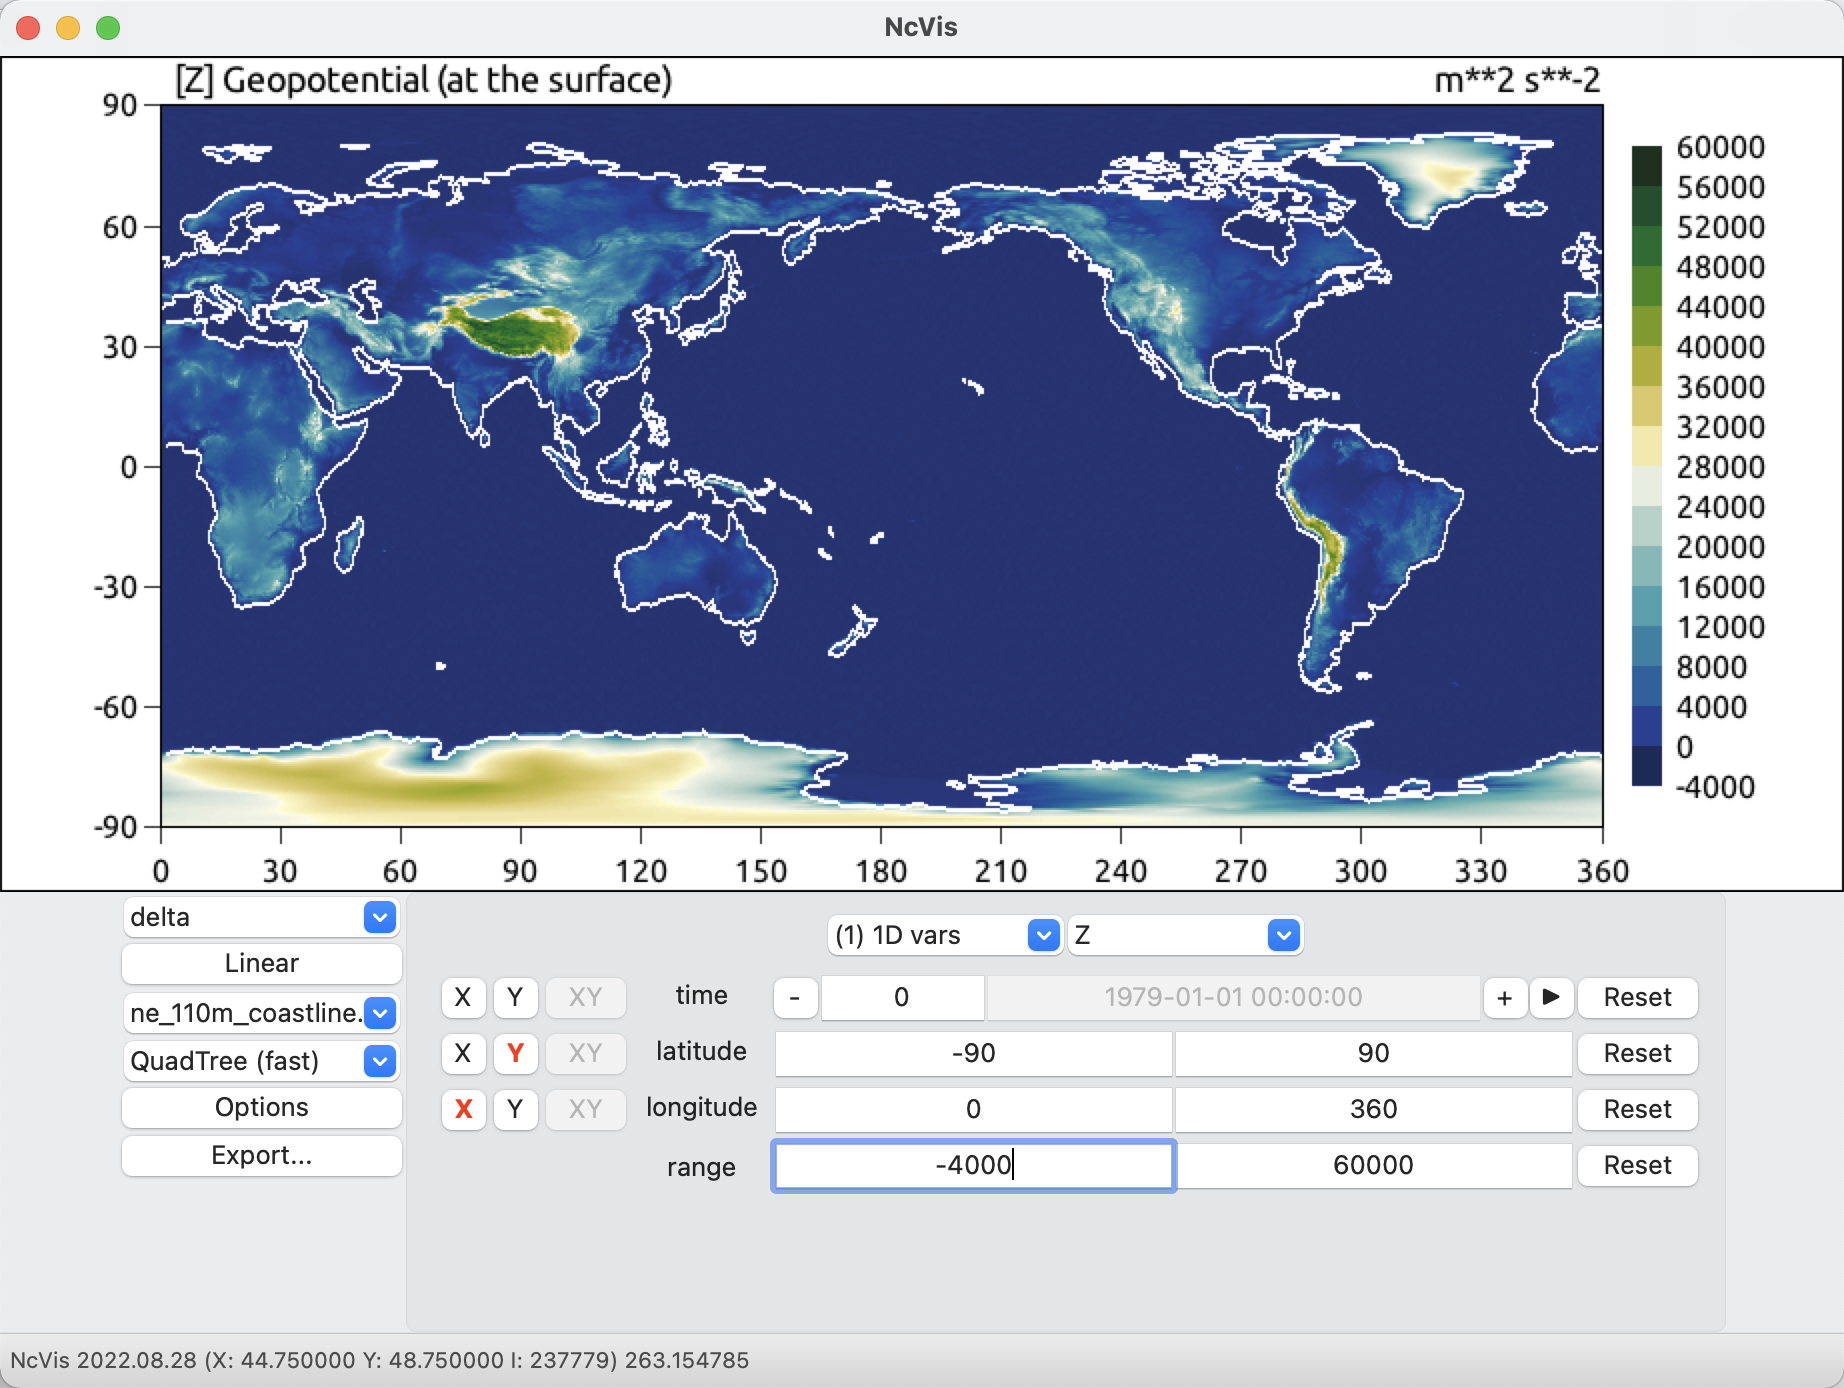 NcVis
[Z] Geopotential (at the surface) m**2 s**-2
90
60
30
0
-30
-60
-90
0 30 60 90 120 150 180 210 240 270 300 330 360
60000
56000
52000
48000
44000
40000
36000
32000
28000
24000
20000
16000
12000
8000
4000
0
-4000
delta
Linear
ne_110m_coastline.
QuadTree (fast)
Options
Export...
(1) 1D vars Z
X Y XY time - 0 1979-01-01 00:00:00 + Reset
X Y XY latitude -90 90 Reset
X Y XY longitude 0 360 Reset
range -4000 60000 Reset
NcVis 2022.08.28 (X: 44.750000 Y: 48.750000 I: 237779) 263.154785